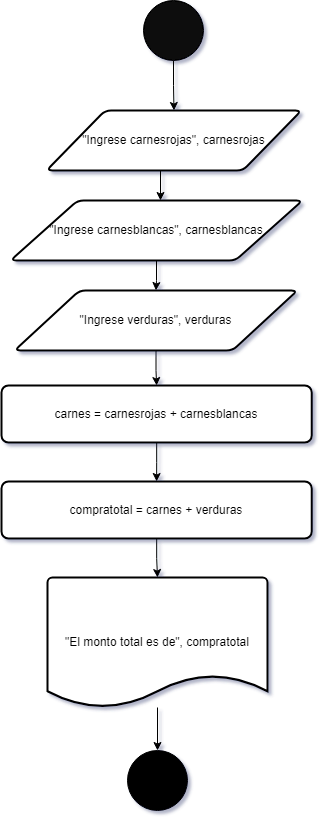 "Ingrese carnesrojas", carnesrojas
"Ingrese carnesblancas", carnesblancas
"Ingrese verduras", verduras
carnes = carnesrojas + carnesblancas
compratotal = carnes + verduras
"El monto total es de", compratotal